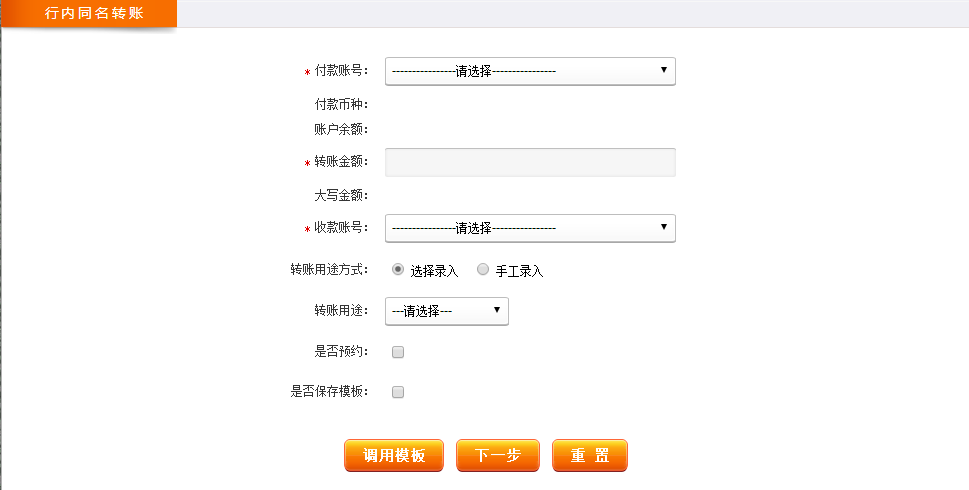 行内同名转账
* 付款账号： ----------------请选择----------------
付款币种：
账户余额：
* 转账金额：
大写金额：
* 收款账号： ----------------请选择----------------
转账用途方式： 选择录入 手工录入
转账用途： ---请选择---
是否预约：
是否保存模板：
调用模板 下一步 重 置